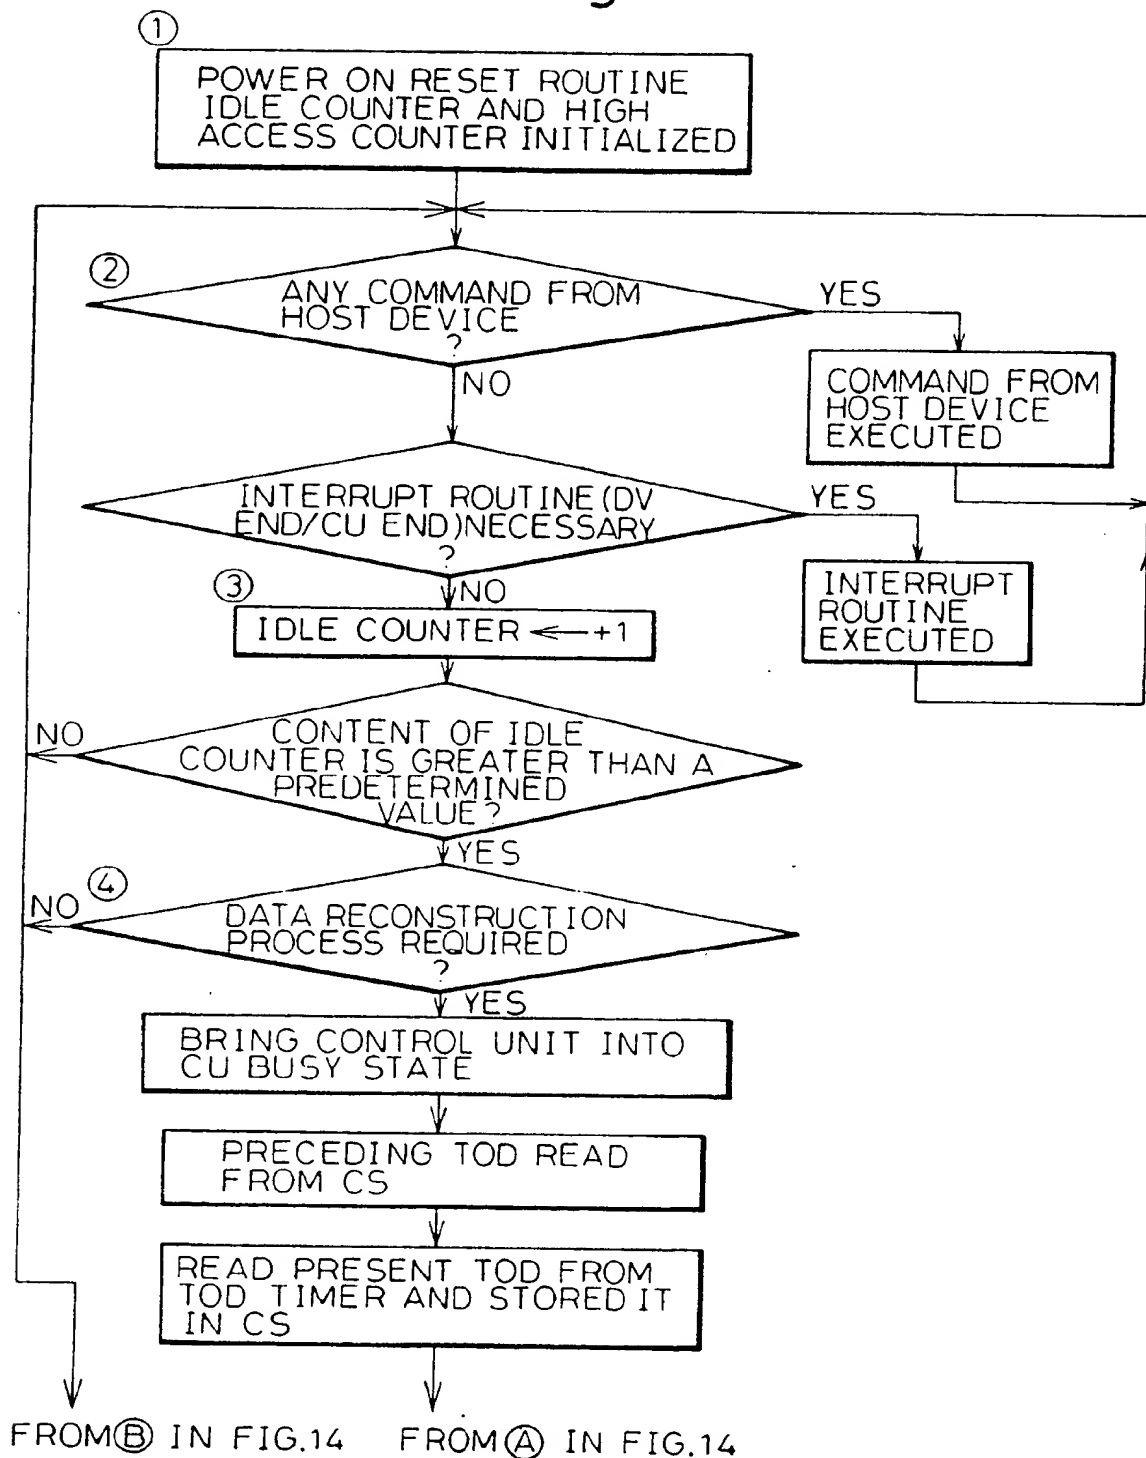 ①
POWER ON RESET ROUTINE
IDLE COUNTER AND HIGH
ACCESS COUNTER INITIALIZED
②
ANY COMMAND FROM
HOST DEVICE
?
YES
NO
COMMAND FROM
HOST DEVICE
EXECUTED
INTERRUPT ROUTINE(DV
END/CU END)NECESSARY
?
YES
NO
INTERRUPT
ROUTINE
EXECUTED
③
IDLE COUNTER ←+1
CONTENT OF IDLE
COUNTER IS GREATER THAN A
PREDETERMINED
VALUE?
NO
YES
④
DATA RECONSTRUCTION
PROCESS REQUIRED
?
NO
YES
BRING CONTROL UNIT INTO
CU BUSY STATE
PRECEDING TOD READ
FROM CS
READ PRESENT TOD FROM
TOD TIMER AND STORED IT
IN CS
FROM Ⓑ IN FIG.14
FROM Ⓐ IN FIG.14